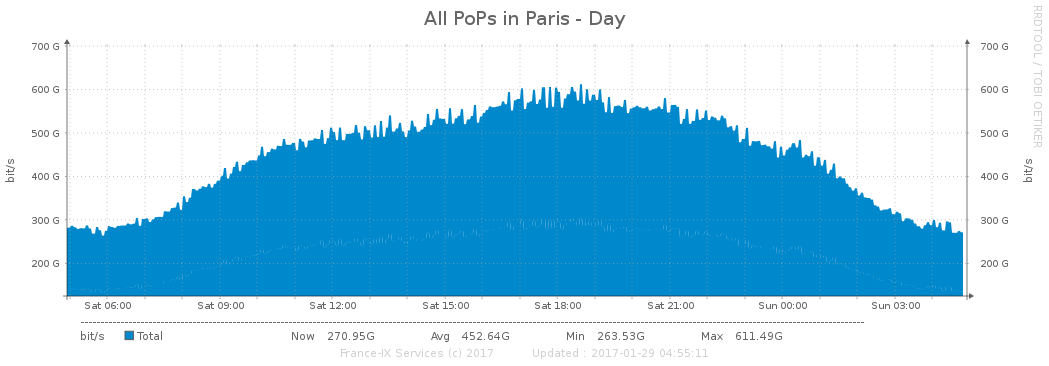 All PoPs in Paris - Day
RRDTOOL / TOBI OETIKER
bit/s
700 G 700 G
600 G 600 G
500 G 500 G
400 G 400 G
300 G 300 G
200 G 200 G
bit/s
Sat 06:00 Sat 09:00 Sat 12:00 Sat 15:00 Sat 18:00 Sat 21:00 Sun 00:00 Sun 03:00
bit/s Total Now 270.95G Avg 452.64G Min 263.53G Max 611.49G
France-IX Services (c) 2017 Updated : 2017-01-29 04:55:11